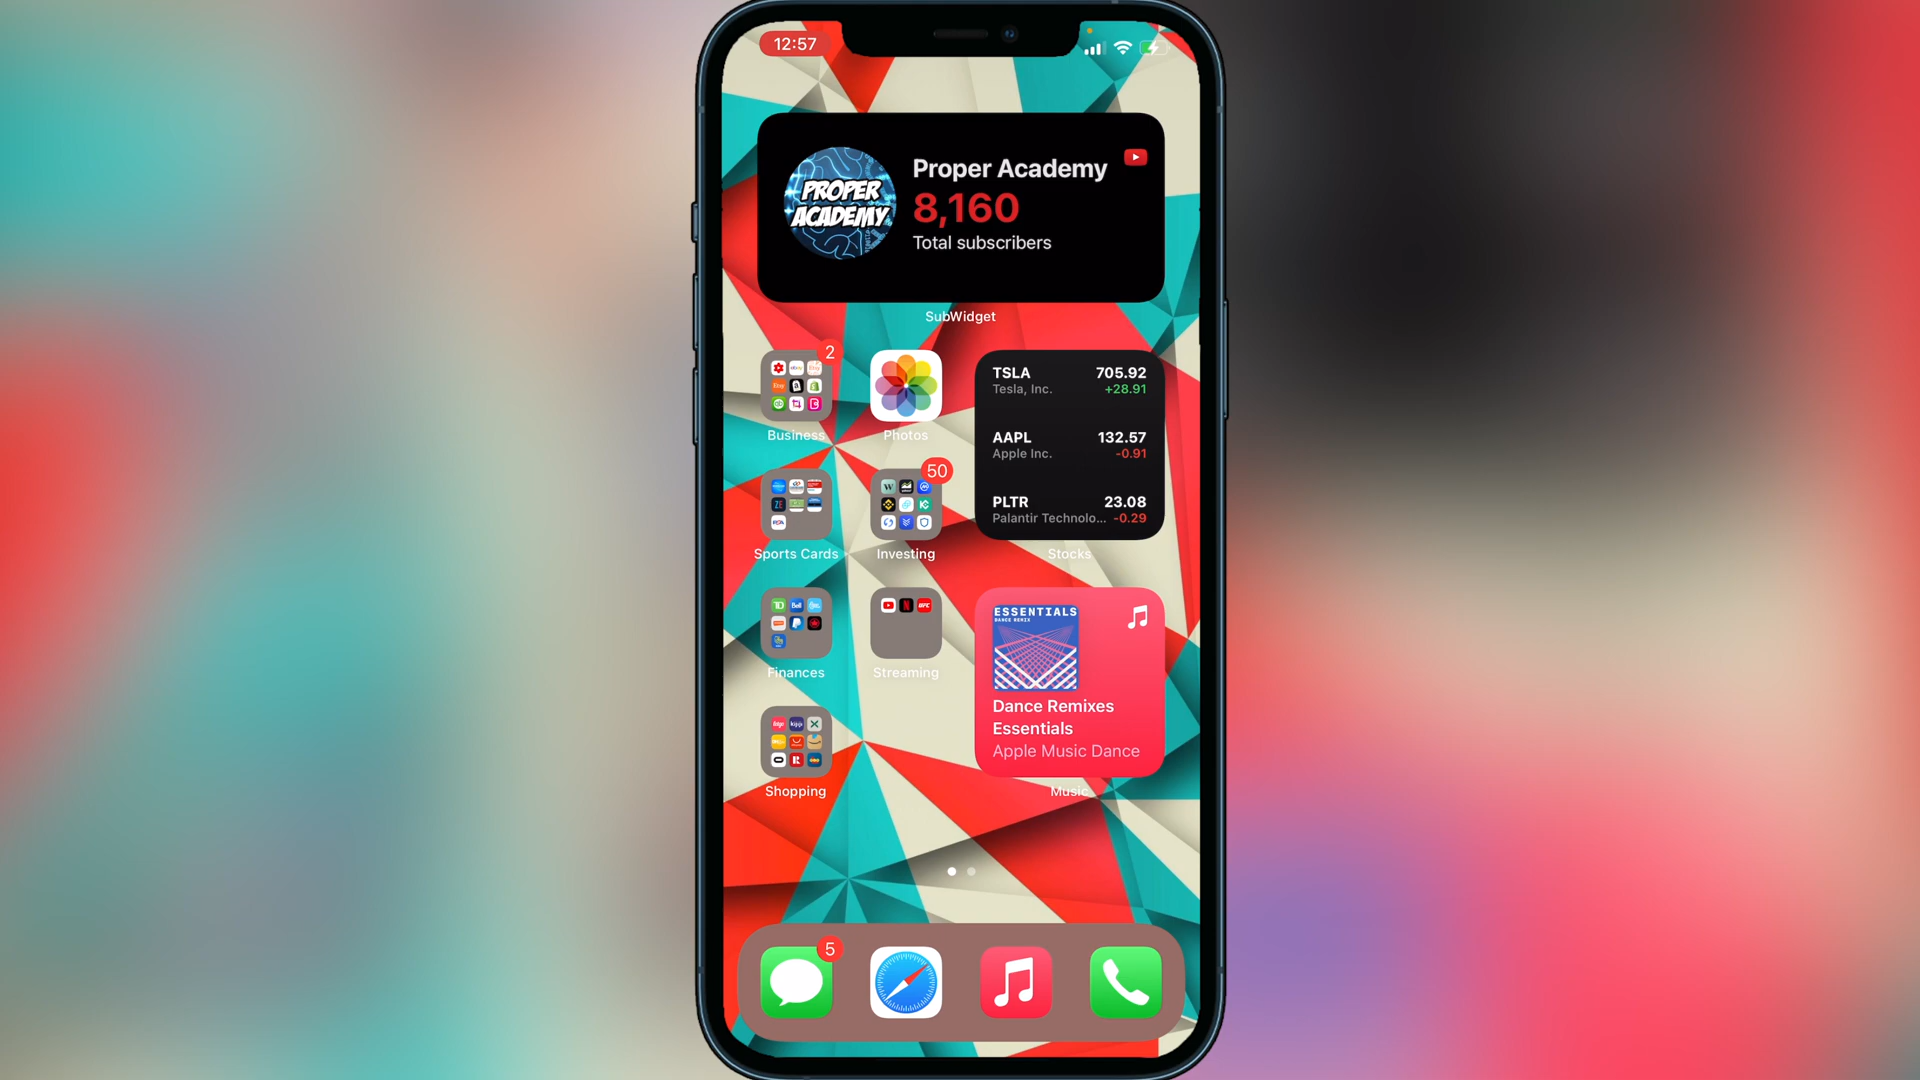 12:57
PROPER
ACADEMY
Proper Academy
8,160
Total subscribers
SubWidget
2
Business
Photos
TSLA 705.92
Tesla, Inc. +28.91
AAPL 132.57
Apple Inc. -0.91
PLTR 23.08
Palantir Technolo... -0.29
Stocks
50
Sports Cards
Investing
Finances
Streaming
ESSENTIALS
DANCE REMIX
Dance Remixes
Essentials
Apple Music Dance
Music
Shopping
5